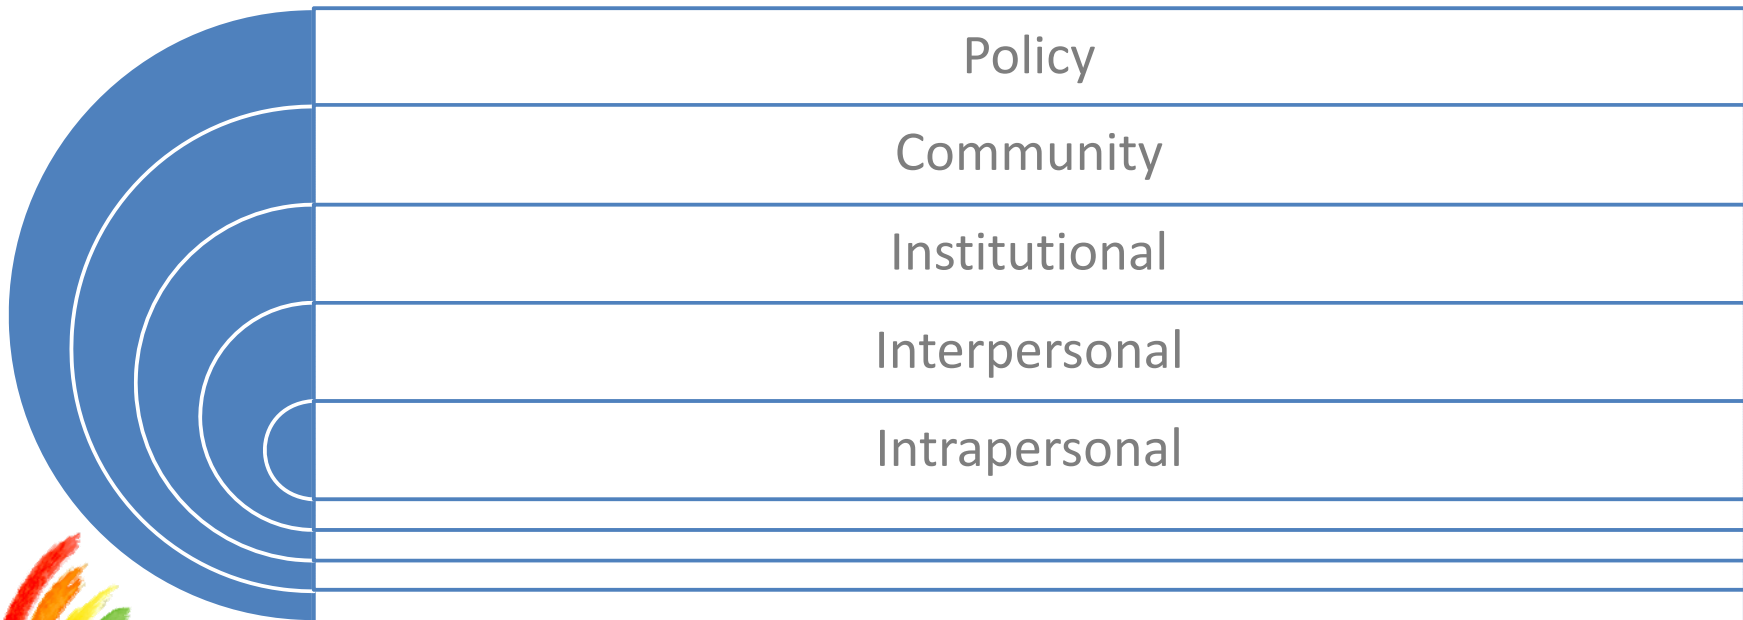 Policy
Community
Institutional
Interpersonal
Intrapersonal